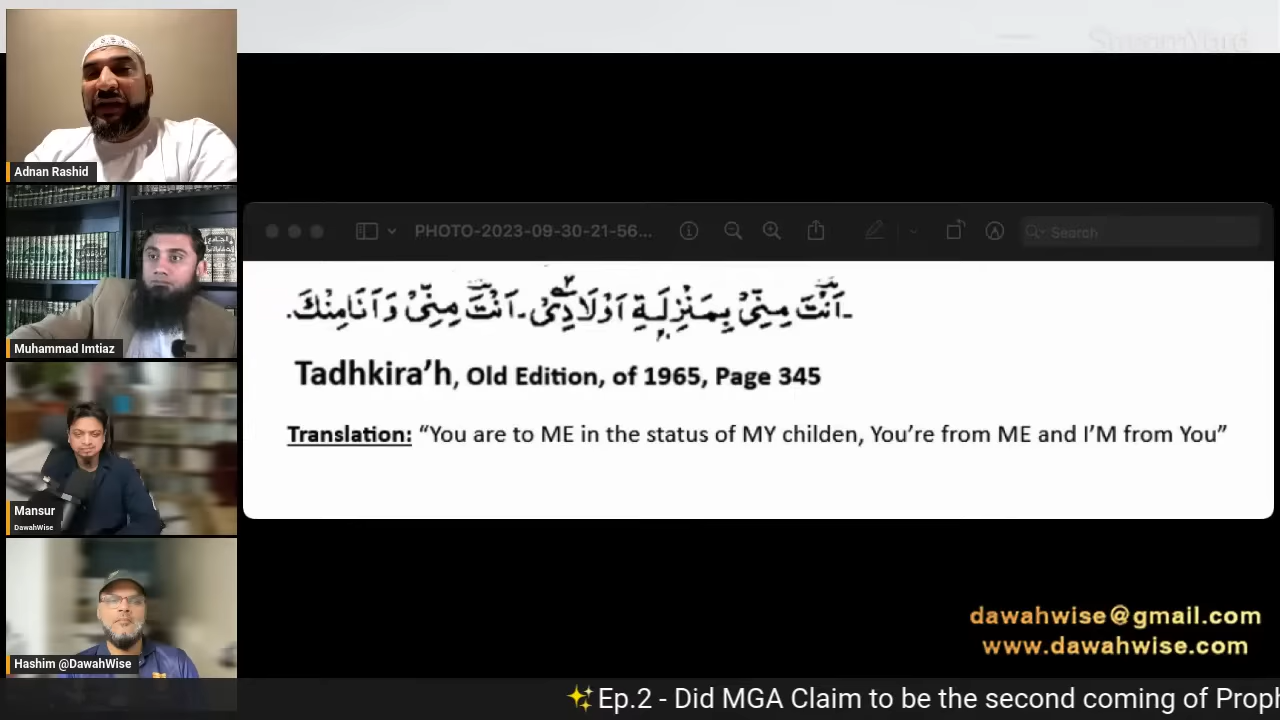 Adnan Rashid
Muhammad Imtiaz
Mansur
DawahWise
Hashim @DawahWise
PHOTO-2023-09-30-21-56...
Search
ـ اَنْتَ مِنِّیْ بِمَنْزِلَةِ اَوْلَادِیْ ـ اَنْتَ مِنِّیْ وَاَنَا مِنْكَ.
Tadhkira’h, Old Edition, of 1965, Page 345
Translation: “You are to ME in the status of MY childen, You’re from ME and I’M from You”
dawahwise@gmail.com
www.dawahwise.com
✨Ep.2 - Did MGA Claim to be the second coming of Proph